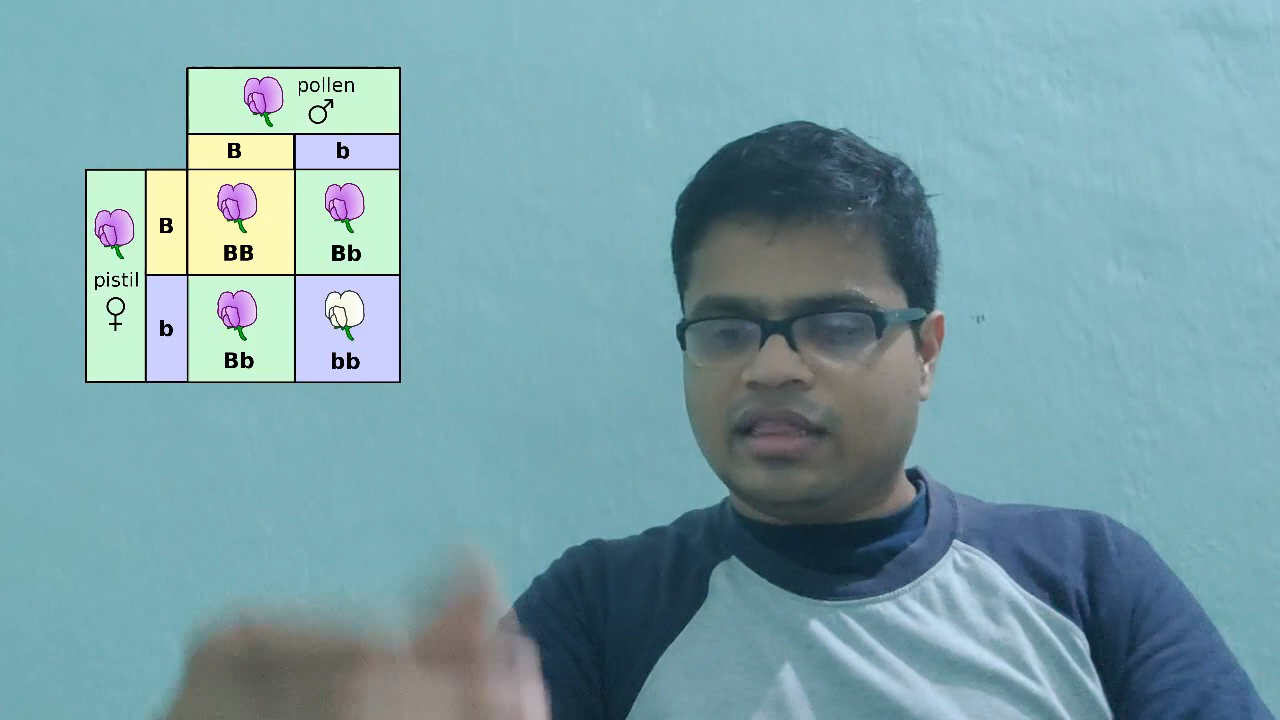 pollen
♂
B b
B BB Bb
pistil
♀
b Bb bb